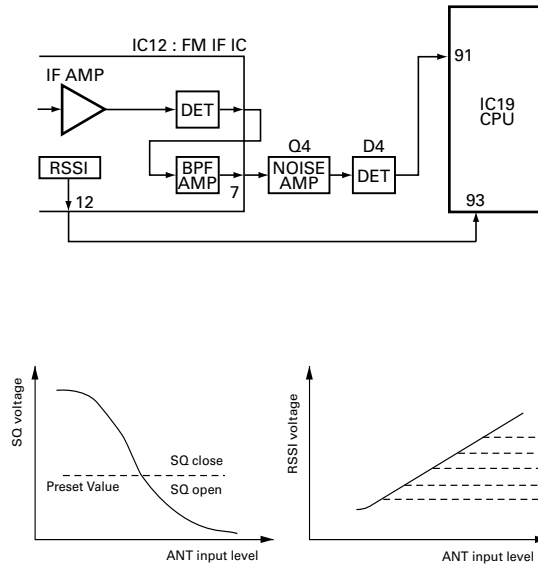 IC12 : FM IF IC
IF AMP
DET
91
IC19
CPU
Q4
D4
RSSI
BPF
AMP
NOISE
AMP
DET
12
7
93
SQ voltage
SQ close
Preset Value
SQ open
ANT input level
RSSI voltage
ANT input level